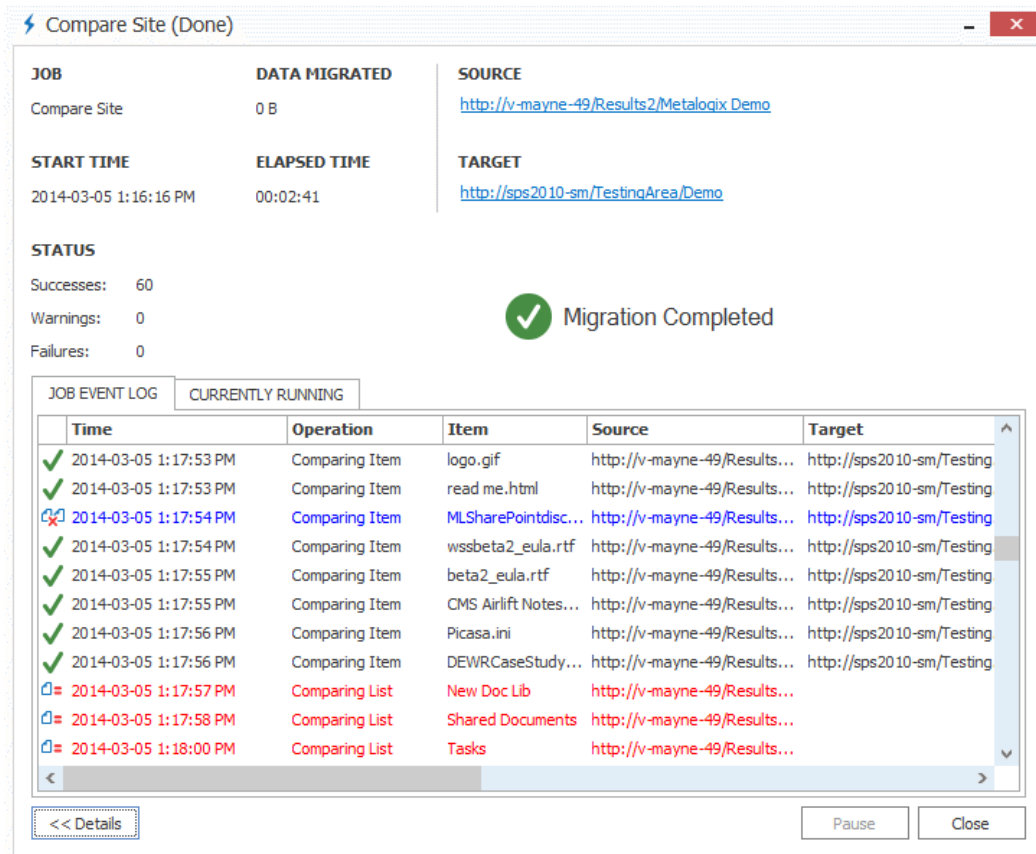 Compare Site (Done)
JOB DATA MIGRATED SOURCE
Compare Site 0 B http://v-mayne-49/Results2/Metalogix Demo
START TIME ELAPSED TIME TARGET
2014-03-05 1:16:16 PM 00:02:41 http://sps2010-sm/TestingArea/Demo
STATUS
Successes: 60
Warnings: 0 Migration Completed
Failures: 0
JOB EVENT LOG CURRENTLY RUNNING
Time Operation Item Source Target
2014-03-05 1:17:53 PM Comparing Item logo.gif http://v-mayne-49/Results... http://sps2010-sm/Testing
2014-03-05 1:17:53 PM Comparing Item read me.html http://v-mayne-49/Results... http://sps2010-sm/Testing
2014-03-05 1:17:54 PM Comparing Item MLSharePointdisc... http://v-mayne-49/Results... http://sps2010-sm/Testing
2014-03-05 1:17:54 PM Comparing Item wssbeta2_eula.rtf http://v-mayne-49/Results... http://sps2010-sm/Testing
2014-03-05 1:17:55 PM Comparing Item beta2_eula.rtf http://v-mayne-49/Results... http://sps2010-sm/Testing
2014-03-05 1:17:55 PM Comparing Item CMS Airlift Notes... http://v-mayne-49/Results... http://sps2010-sm/Testing
2014-03-05 1:17:56 PM Comparing Item Picasa.ini http://v-mayne-49/Results... http://sps2010-sm/Testing
2014-03-05 1:17:56 PM Comparing Item DEWRCaseStudy... http://v-mayne-49/Results... http://sps2010-sm/Testing
2014-03-05 1:17:57 PM Comparing List New Doc Lib http://v-mayne-49/Results...
2014-03-05 1:17:58 PM Comparing List Shared Documents http://v-mayne-49/Results...
2014-03-05 1:18:00 PM Comparing List Tasks http://v-mayne-49/Results...
<< Details Pause Close